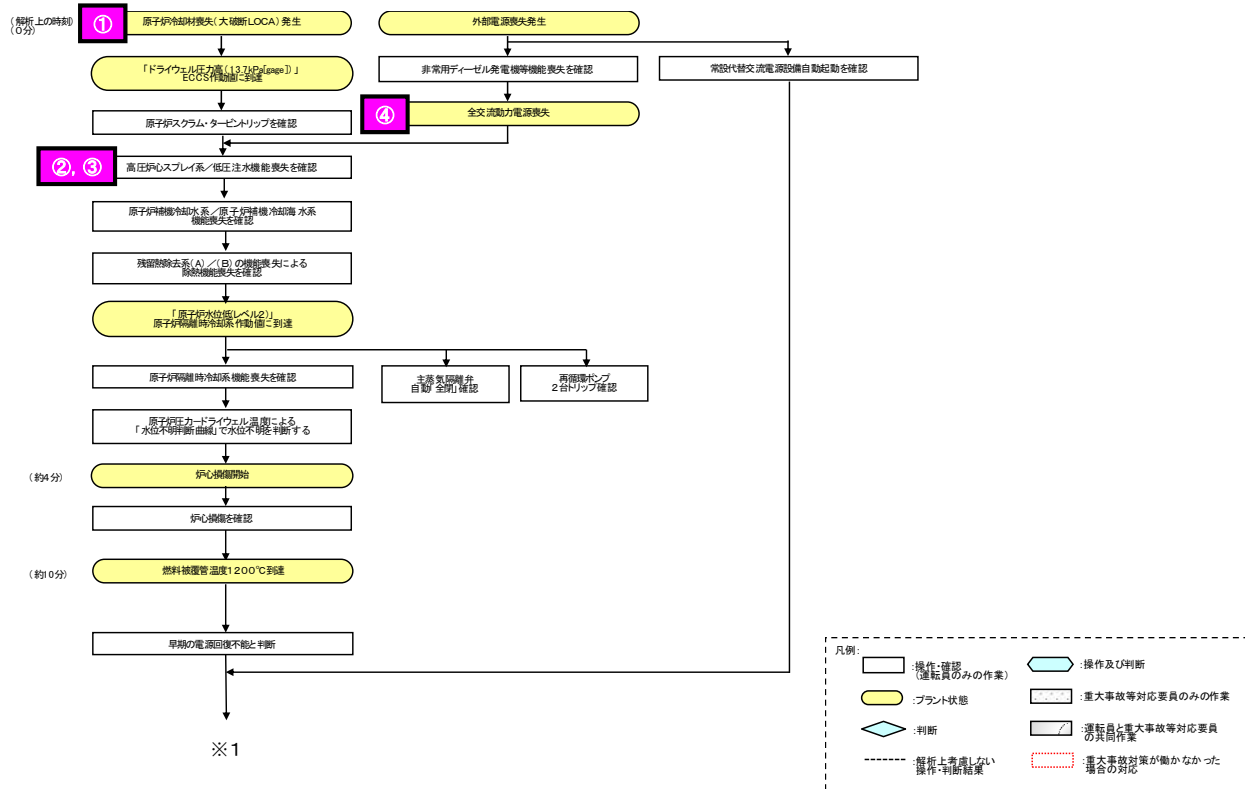 (解析上の時刻)
(0分)
①
原子炉冷却材喪失(大破断LOCA)発生
外部電源喪失発生
「ドライウェル圧力高(13.7kPa[gage])」
ECCS作動値に到達
非常用ディーゼル発電機等機能喪失を確認
常設代替交流電源設備自動起動を確認
原子炉スクラム・タービントリップを確認
④
全交流動力電源喪失
②, ③
高圧炉心スプレイ系/低圧注水機能喪失を確認
原子炉補機冷却水系/原子炉補機冷却海水系
機能喪失を確認
残留熱除去系(A)/(B)の機能喪失による
除熱機能喪失を確認
「原子炉水位低(レベル2)」
原子炉隔離時冷却系作動値に到達
原子炉隔離時冷却系機能喪失を確認
主蒸気隔離弁
自動「全閉」確認
再循環ポンプ
2台トリップ確認
原子炉圧力-ドライウェル温度による
「水位不明判断曲線」で水位不明を判断する
(約4分)
炉心損傷開始
炉心損傷を確認
(約10分)
燃料被覆管温度1200℃到達
早期の電源回復不能と判断
※1
凡例:
:操作・確認
(運転員のみの作業)
:操作及び判断
:プラント状態
:重大事故等対応要員のみの作業
:判断
:運転員と重大事故等対応要員
の共同作業
:解析上考慮しない
操作・判断結果
:重大事故対策が働かなかった
場合の対応